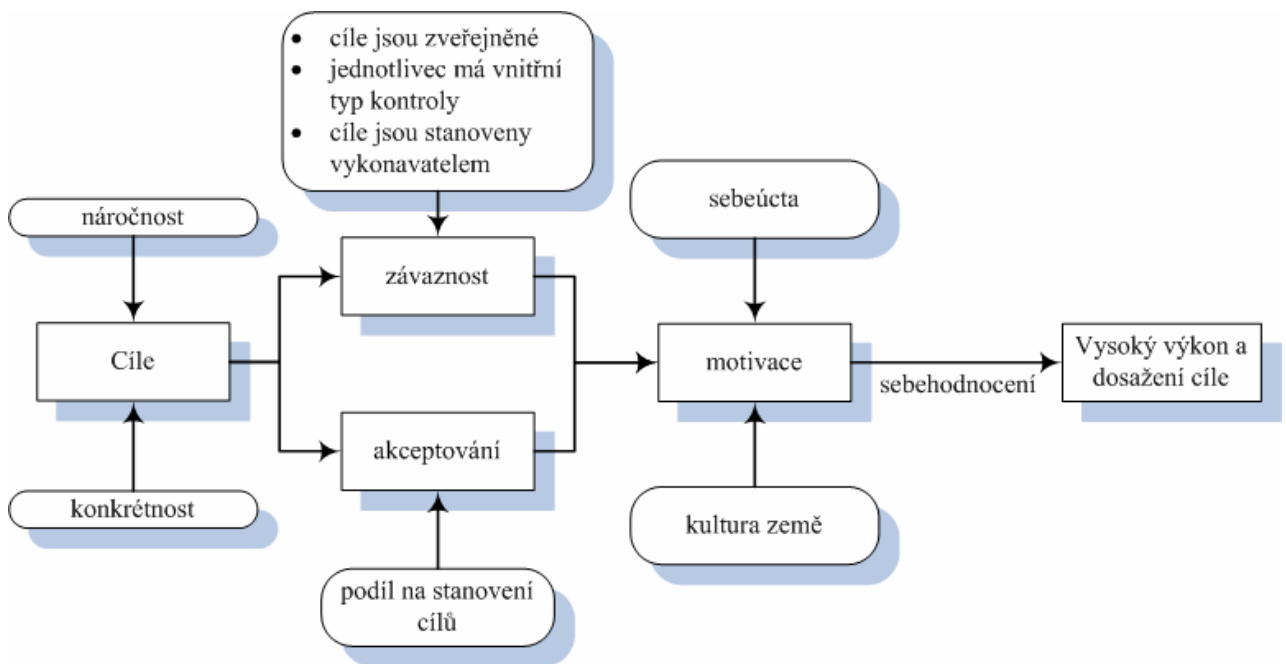 • cíle jsou zveřejněné
• jednotlivec má vnitřní
typ kontroly
• cíle jsou stanoveny
vykonavatelem
náročnost
sebeúcta
závaznost
Cíle
motivace
sebehodnocení
Vysoký výkon a
dosažení cíle
akceptování
konkrétnost
kultura země
podíl na stanovení
cílů